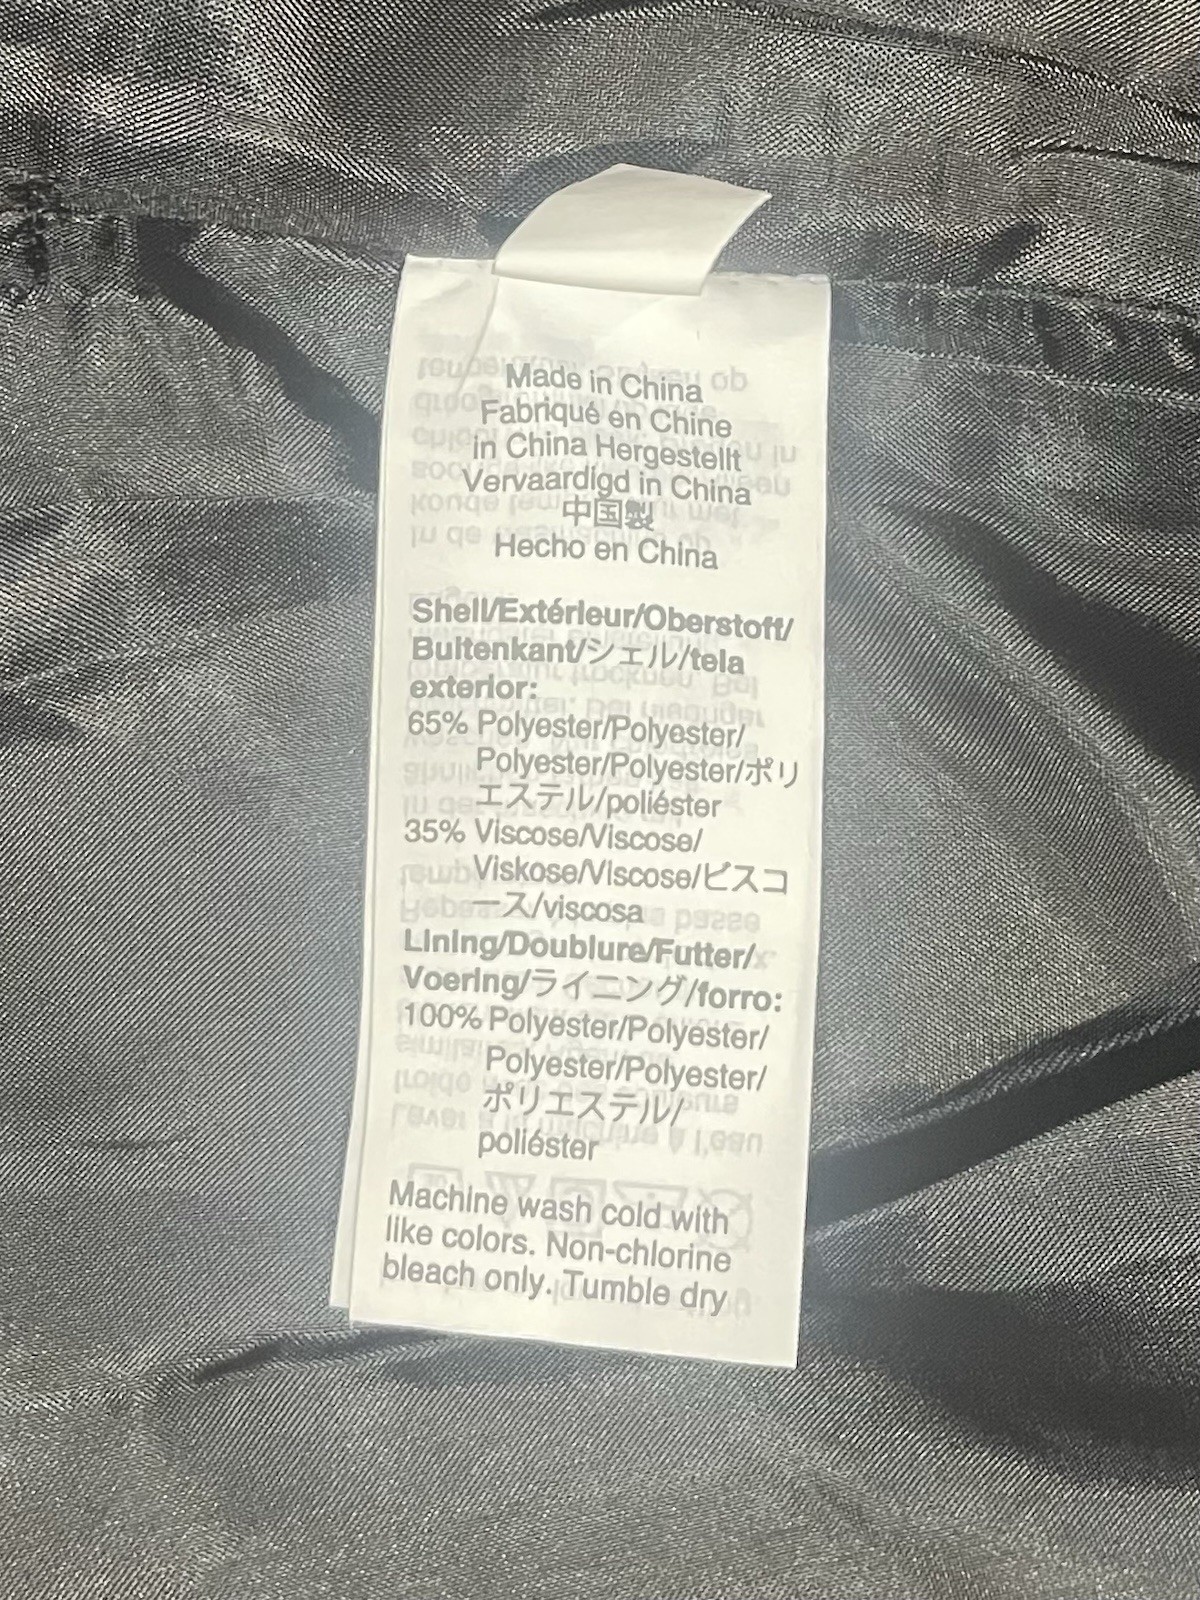 Made in China
Fabriqué en Chine
in China Hergestellt
Vervaardigd in China
中国製
Hecho en China
Shell/Extérieur/Oberstoff/
Buitenkant/シェル/tela
exterior:
65% Polyester/Polyester/
Polyester/Polyester/ポリ
エステル/poliéster
35% Viscose/Viscose/
Viskose/Viscose/ビスコ
ース/viscosa
Lining/Doublure/Futter/
Voering/ライニング/forro:
100% Polyester/Polyester/
Polyester/Polyester/
ポリエステル/
poliéster
Machine wash cold with
like colors. Non-chlorine
bleach only. Tumble dry